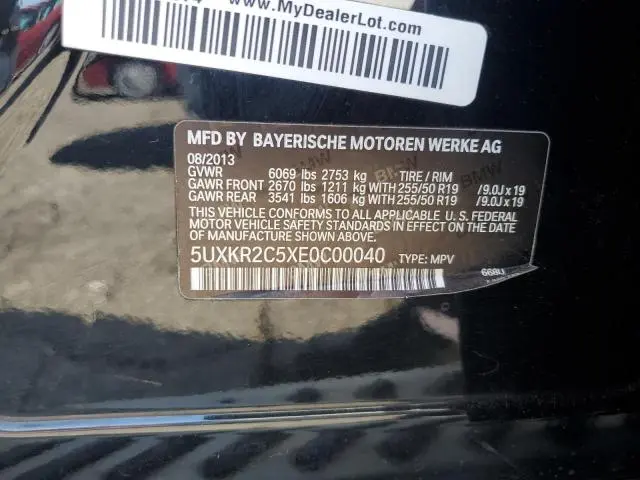 www.MyDealerLot.com
MFD BY BAYERISCHE MOTOREN WERKE AG
08/2013
GVWR 6069 lbs 2753 kg TIRE / RIM
GAWR FRONT 2670 lbs 1211 kg WITH 255/50 R19 /9.0J x 19
GAWR REAR 3541 lbs 1606 kg WITH 255/50 R19 /9.0J x 19
THIS VEHICLE CONFORMS TO ALL APPLICABLE U. S. FEDERAL
MOTOR VEHICLE SAFETY STANDARDS IN EFFECT ON THE
DATE OF MANUFACTURE SHOWN ABOVE.
5UXKR2C5XE0C00040 TYPE: MPV
668U